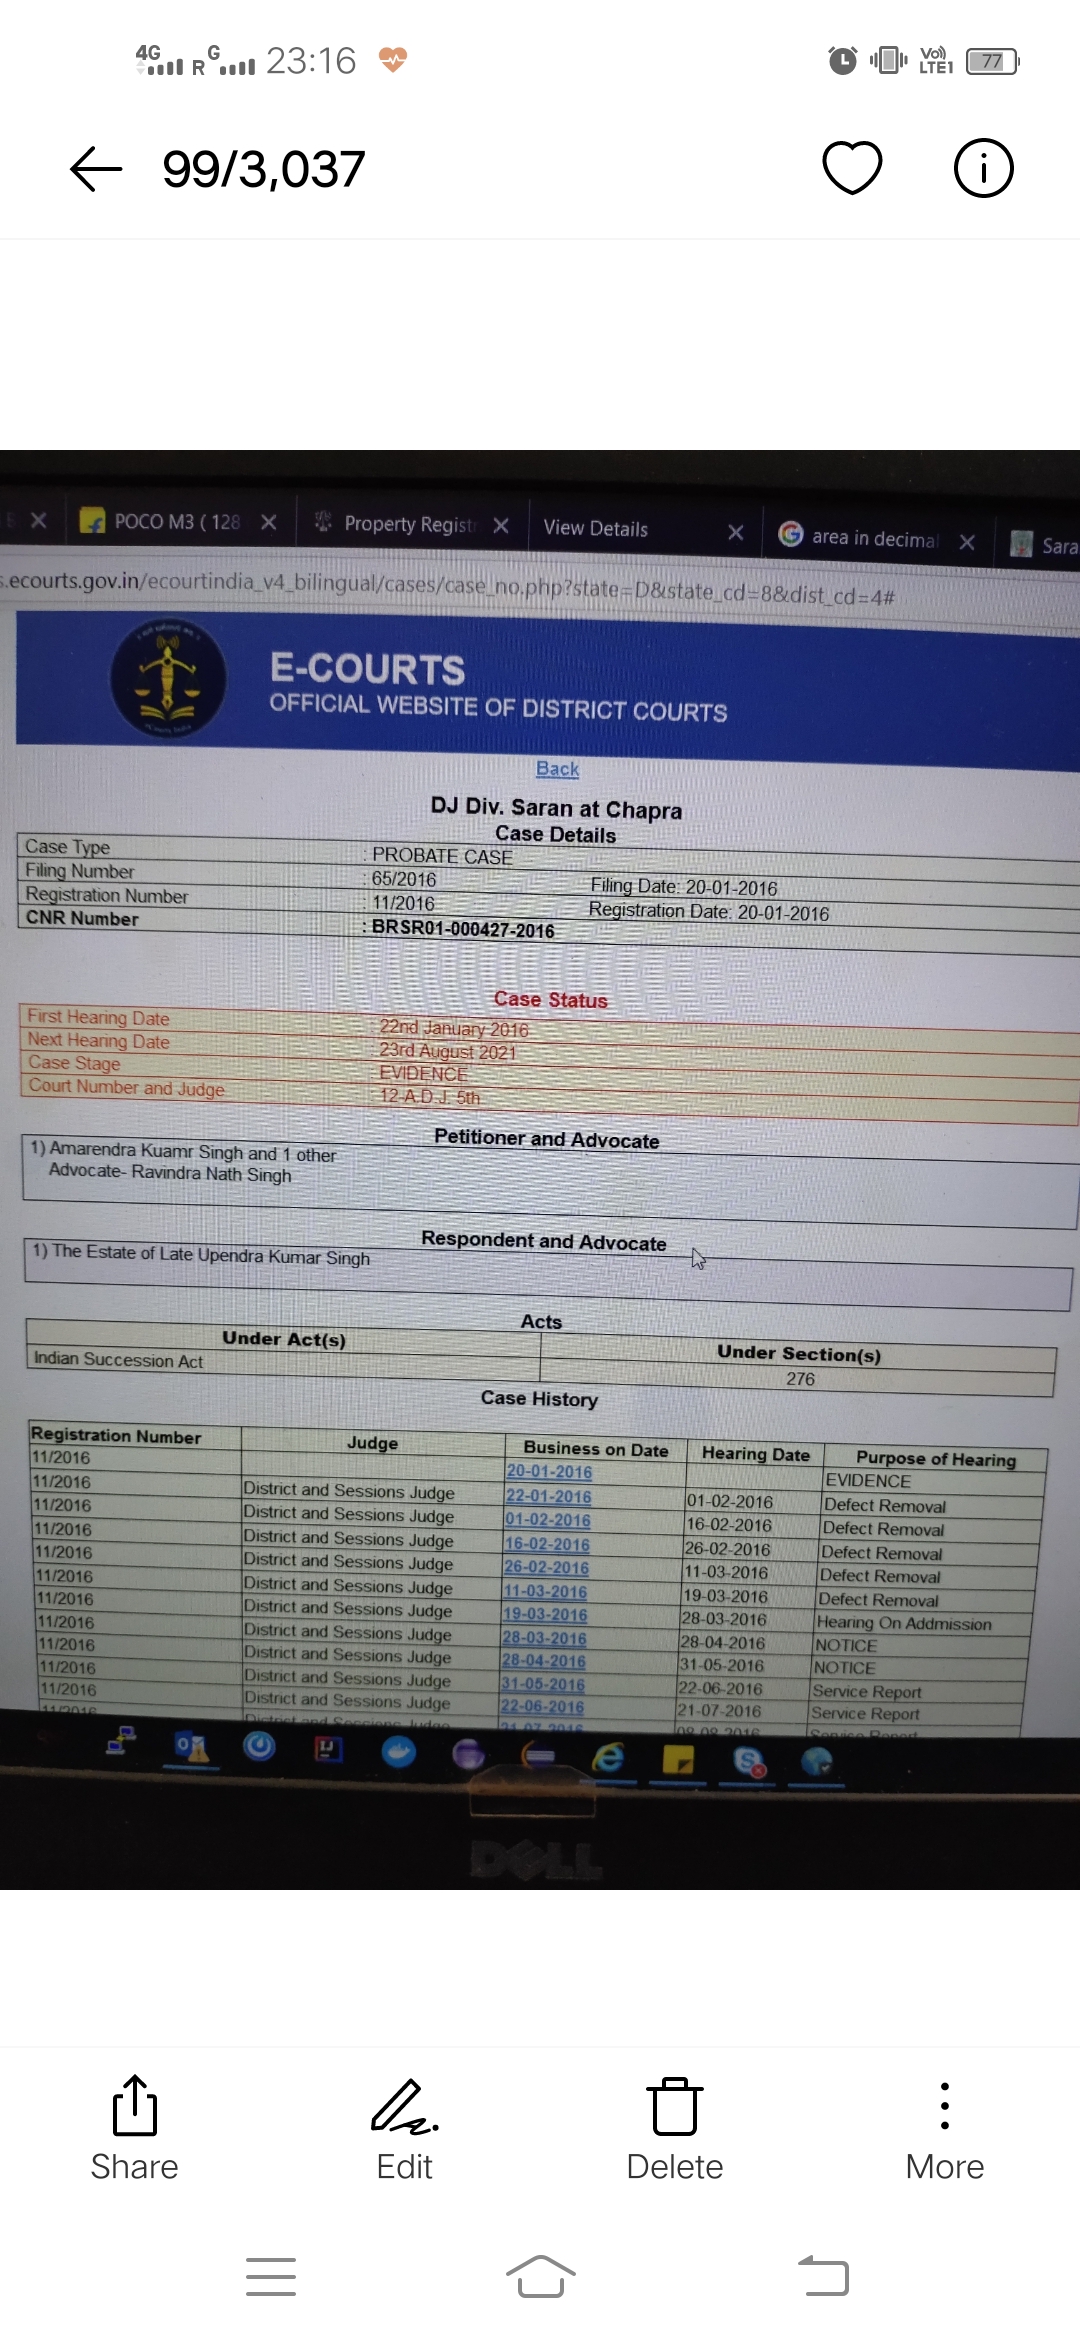 4G R G 23:16 Vo)) LTE1 77
99/3,037
POCO M3 ( 128 Property Regist View Details area in decimal Sara
s.ecourts.gov.in/ecourtindia_v4_bilingual/cases/case_no.php?state=D&state_cd=8&dist_cd=4#
E-COURTS
OFFICIAL WEBSITE OF DISTRICT COURTS
Back
DJ Div. Saran at Chapra
Case Details
Case Type : PROBATE CASE
Filing Number : 65/2016 Filing Date: 20-01-2016
Registration Number : 11/2016 Registration Date: 20-01-2016
CNR Number : BRSR01-000427-2016
Case Status
First Hearing Date 22nd January 2016
Next Hearing Date 23rd August 2021
Case Stage EVIDENCE
Court Number and Judge 12-A.D.J. 5th
Petitioner and Advocate
1) Amarendra Kuamr Singh and 1 other
Advocate- Ravindra Nath Singh
Respondent and Advocate
1) The Estate of Late Upendra Kumar Singh
Acts
Under Act(s) Under Section(s)
Indian Succession Act 276
Case History
Registration Number Judge Business on Date Hearing Date Purpose of Hearing
11/2016 20-01-2016 EVIDENCE
11/2016 District and Sessions Judge 22-01-2016 01-02-2016 Defect Removal
11/2016 District and Sessions Judge 01-02-2016 16-02-2016 Defect Removal
11/2016 District and Sessions Judge 16-02-2016 26-02-2016 Defect Removal
11/2016 District and Sessions Judge 26-02-2016 11-03-2016 Defect Removal
11/2016 District and Sessions Judge 11-03-2016 19-03-2016 Defect Removal
11/2016 District and Sessions Judge 19-03-2016 28-03-2016 Hearing On Addmission
11/2016 District and Sessions Judge 28-03-2016 28-04-2016 NOTICE
11/2016 District and Sessions Judge 28-04-2016 31-05-2016 NOTICE
11/2016 District and Sessions Judge 31-05-2016 22-06-2016 Service Report
11/2016 District and Sessions Judge 22-06-2016 21-07-2016 Service Report
11/2016 District and Sessions Judge 21-07-2016 Service Report
DELL
Share Edit Delete More